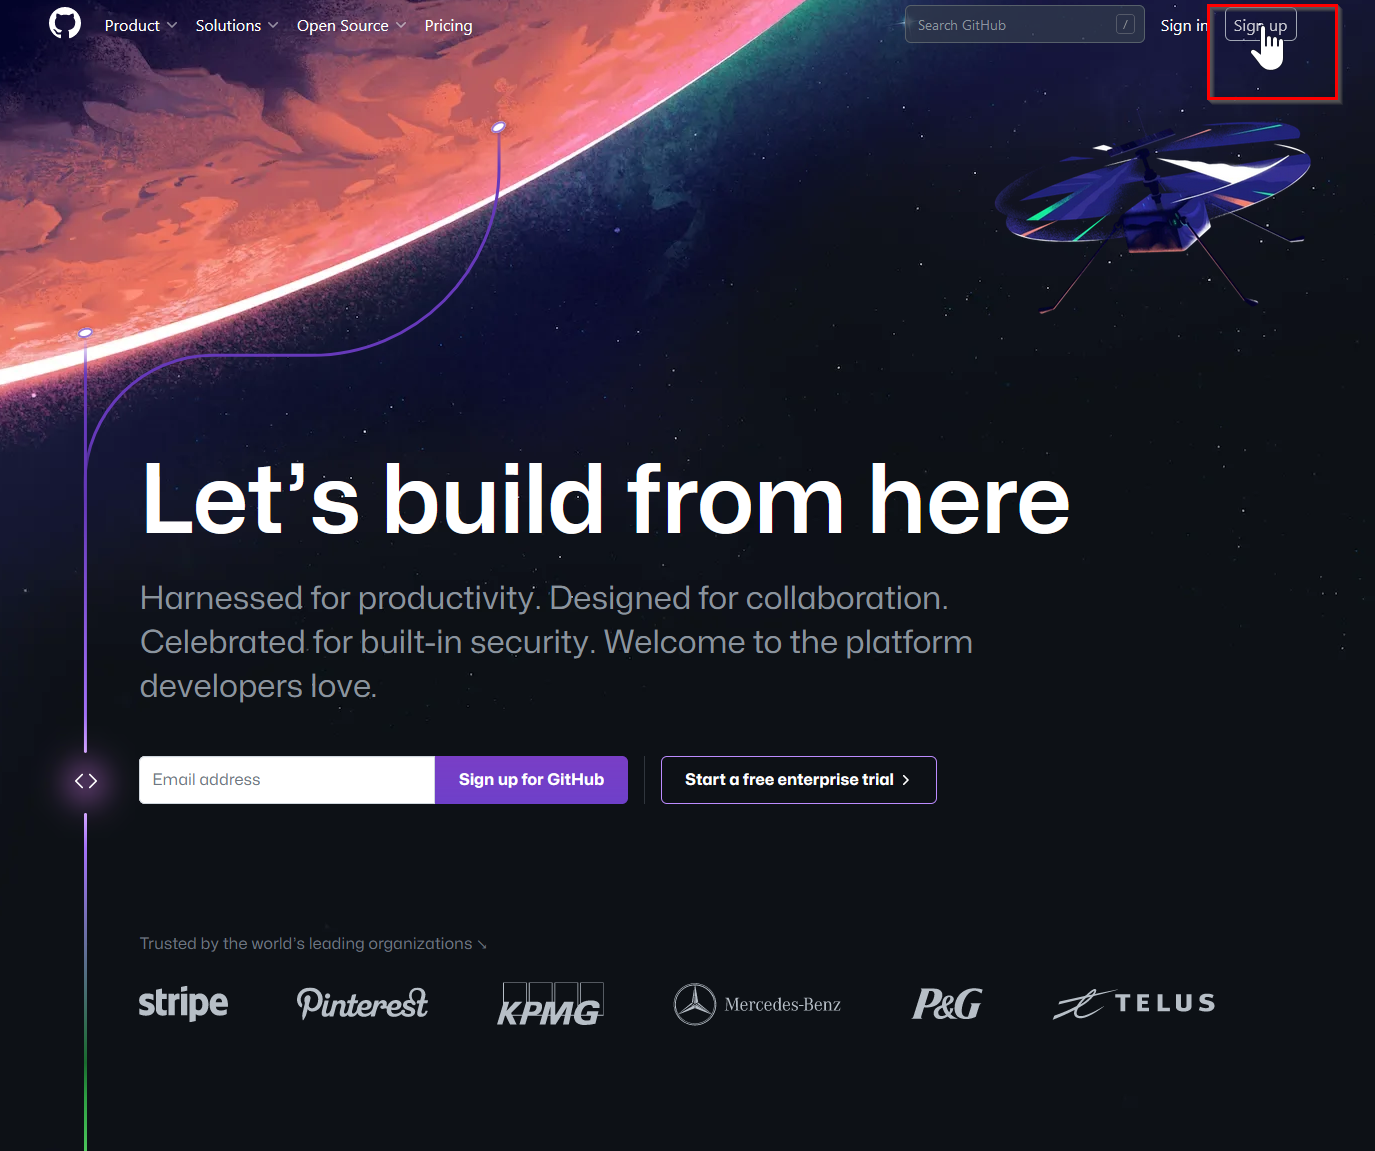 Product Solutions Open Source Pricing Search GitHub / Sign in Sign up
Let's build from here
Harnessed for productivity. Designed for collaboration.
Celebrated for built-in security. Welcome to the platform
developers love.
Email address Sign up for GitHub Start a free enterprise trial >
Trusted by the world's leading organizations ↘
stripe Pinterest KPMG Mercedes-Benz P&G TELUS